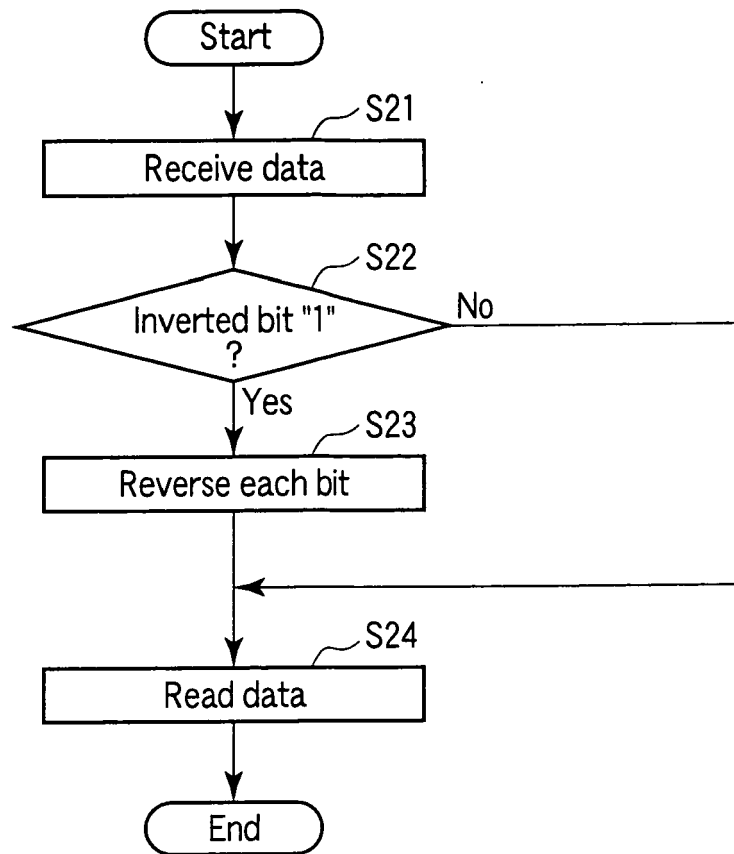 Start
S21
Receive data
S22
Inverted bit "1"
?
No
Yes
S23
Reverse each bit
S24
Read data
End